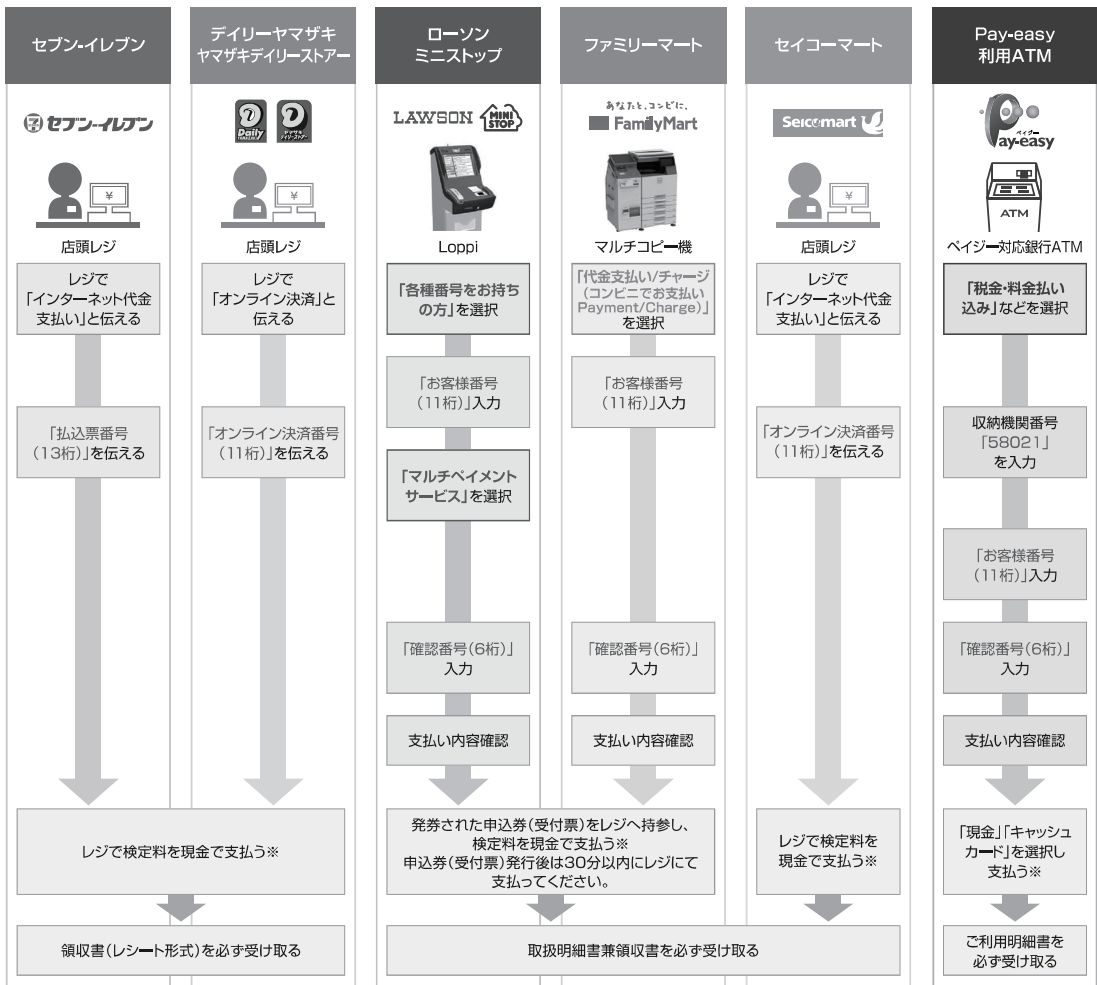 セブン-イレブン
デイリーヤマザキ
ヤマザキデイリーストアー
ローソン
ミニストップ
ファミリーマート
セイコーマート
Pay-easy
利用ATM
セブン-イレブン
Daily
ヤマザキ
デイリーストアー
LAWSON
MINI
STOP
あなたと、コンビに、
FamilyMart
Seicomart
ペイジー
Pay-easy
¥
¥
¥
ATM
店頭レジ
店頭レジ
Loppi
マルチコピー機
店頭レジ
ペイジー対応銀行ATM
レジで
「インターネット代金
支払い」と伝える
レジで
「オンライン決済」と
伝える
「各種番号をお持ち
の方」を選択
「代金支払い/チャージ
(コンビニでお支払い
Payment/Charge)」
を選択
レジで
「インターネット代金
支払い」と伝える
「税金・料金払い
込み」などを選択
「お客様番号
(11桁)」入力
「お客様番号
(11桁)」入力
「払込票番号
(13桁)」を伝える
「オンライン決済番号
(11桁)」を伝える
「オンライン決済番号
(11桁)」を伝える
収納機関番号
「58021」
を入力
「マルチペイメント
サービス」を選択
「お客様番号
(11桁)」入力
「確認番号(6桁)」
入力
「確認番号(6桁)」
入力
「確認番号(6桁)」
入力
支払い内容確認
支払い内容確認
支払い内容確認
レジで検定料を現金で支払う※
発券された申込券(受付票)をレジへ持参し、
検定料を現金で支払う※
申込券(受付票)発行後は30分以内にレジにて
支払ってください。
レジで検定料を
現金で支払う※
「現金」「キャッシュ
カード」を選択し
支払う※
領収書(レシート形式)を必ず受け取る
取扱明細書兼領収書を必ず受け取る
ご利用明細書を
必ず受け取る